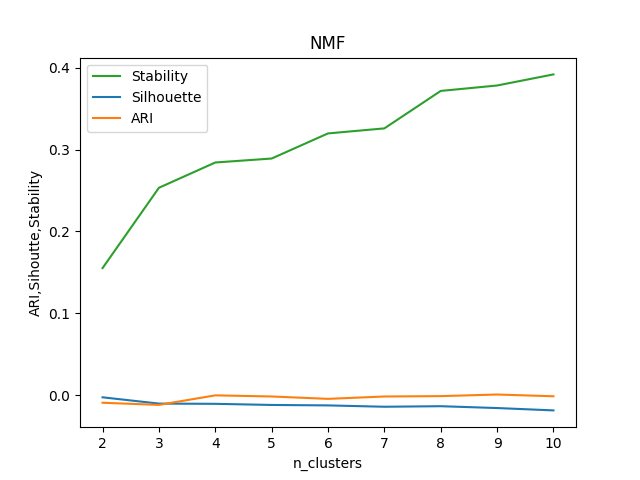 NMF
Stability
Silhouette
ARI
ARI,Sihoutte,Stability
0.4
0.3
0.2
0.1
0.0
2 3 4 5 6 7 8 9 10
n_clusters